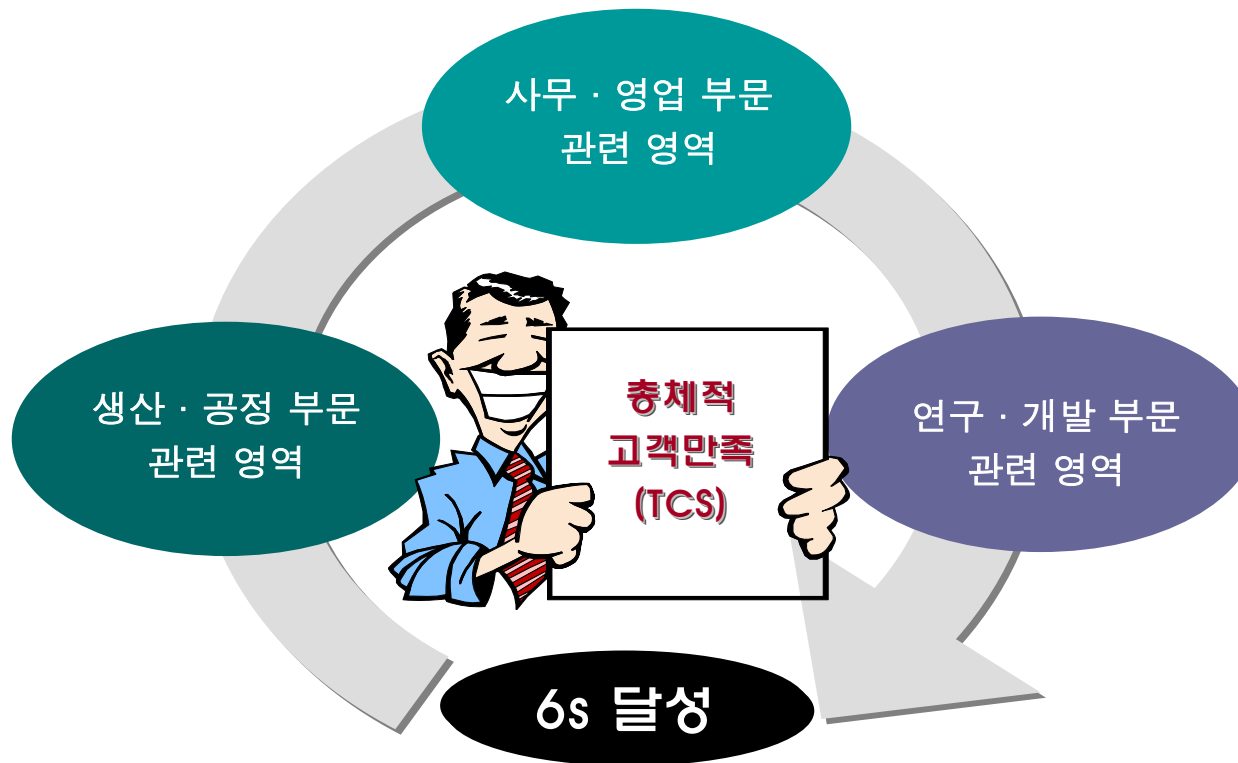 사무 · 영업 부문
관련 영역
생산 · 공정 부문
관련 영역
총체적
고객만족
(TCS)
연구 · 개발 부문
관련 영역
6s 달성